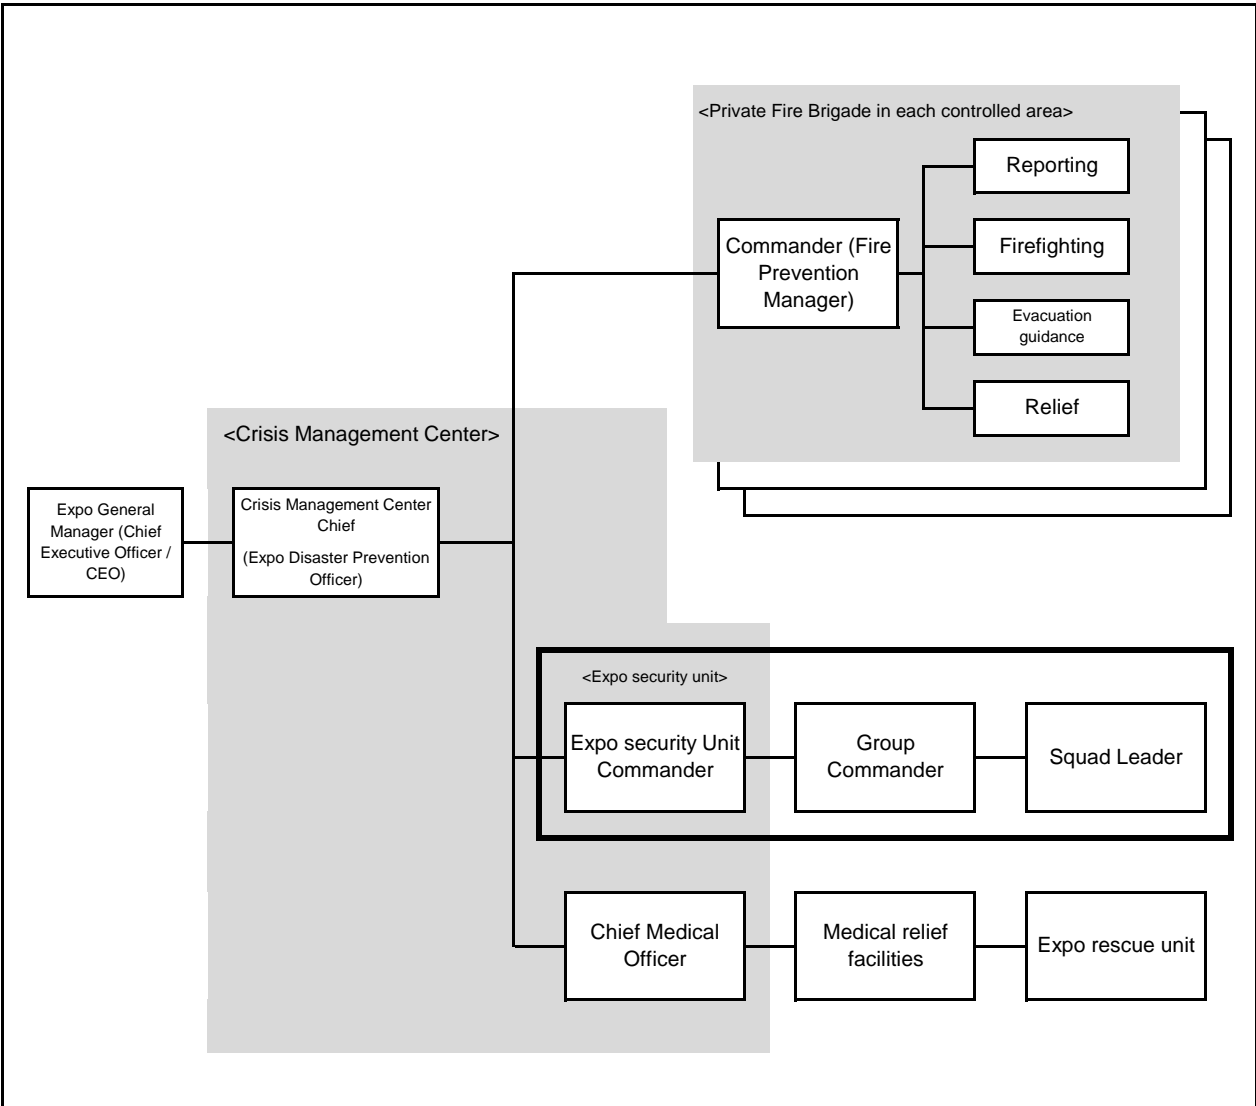 <Private Fire Brigade in each controlled area>
Reporting
Commander (Fire
Prevention
Manager)
Firefighting
Evacuation
guidance
Relief
<Crisis Management Center>
Expo General
Manager (Chief
Executive Officer /
CEO)
Crisis Management Center
Chief
(Expo Disaster Prevention
Officer)
<Expo security unit>
Expo security Unit
Commander
Group
Commander
Squad Leader
Chief Medical
Officer
Medical relief
facilities
Expo rescue unit